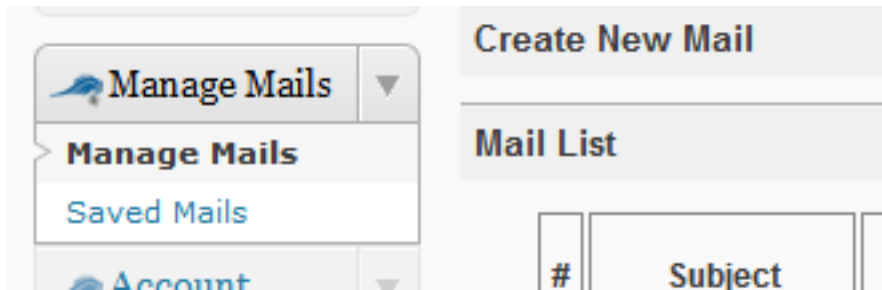 Manage Mails
Manage Mails
Saved Mails
Account
Create New Mail
Mail List
# Subject